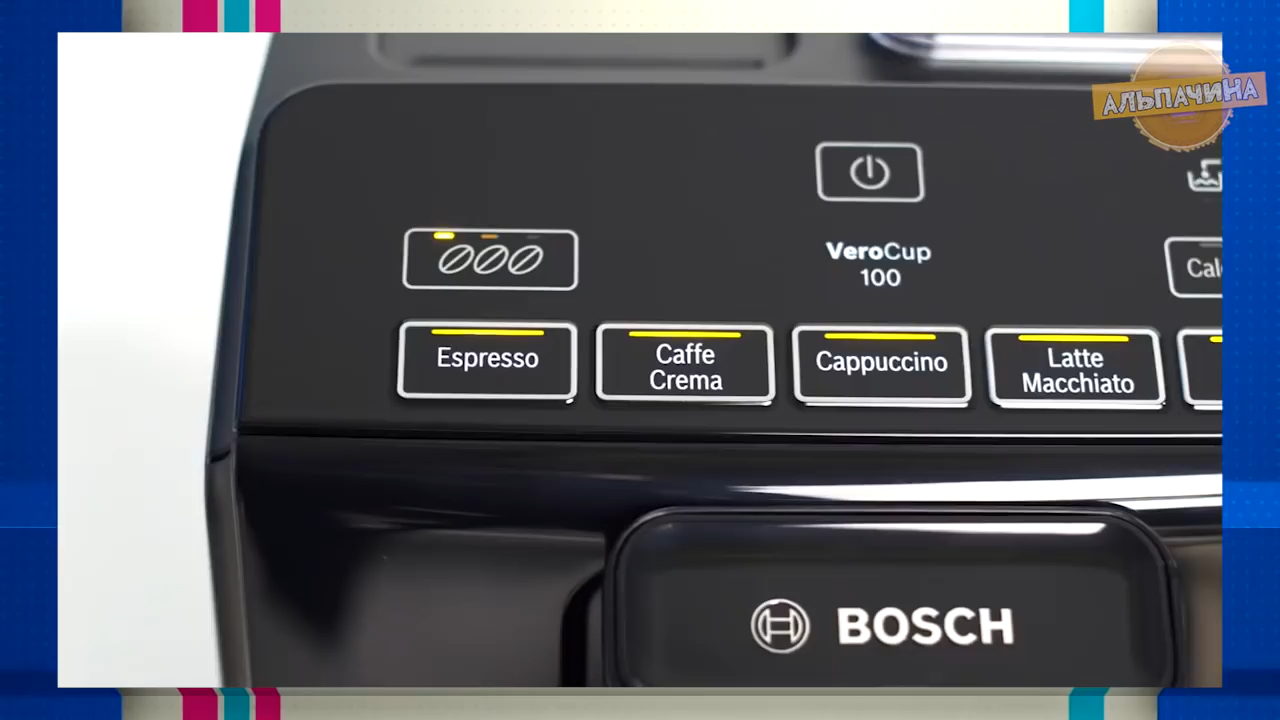 АЛЬПАЧИНА
VeroCup
100
Espresso
Caffe
Crema
Cappuccino
Latte
Macchiato
BOSCH